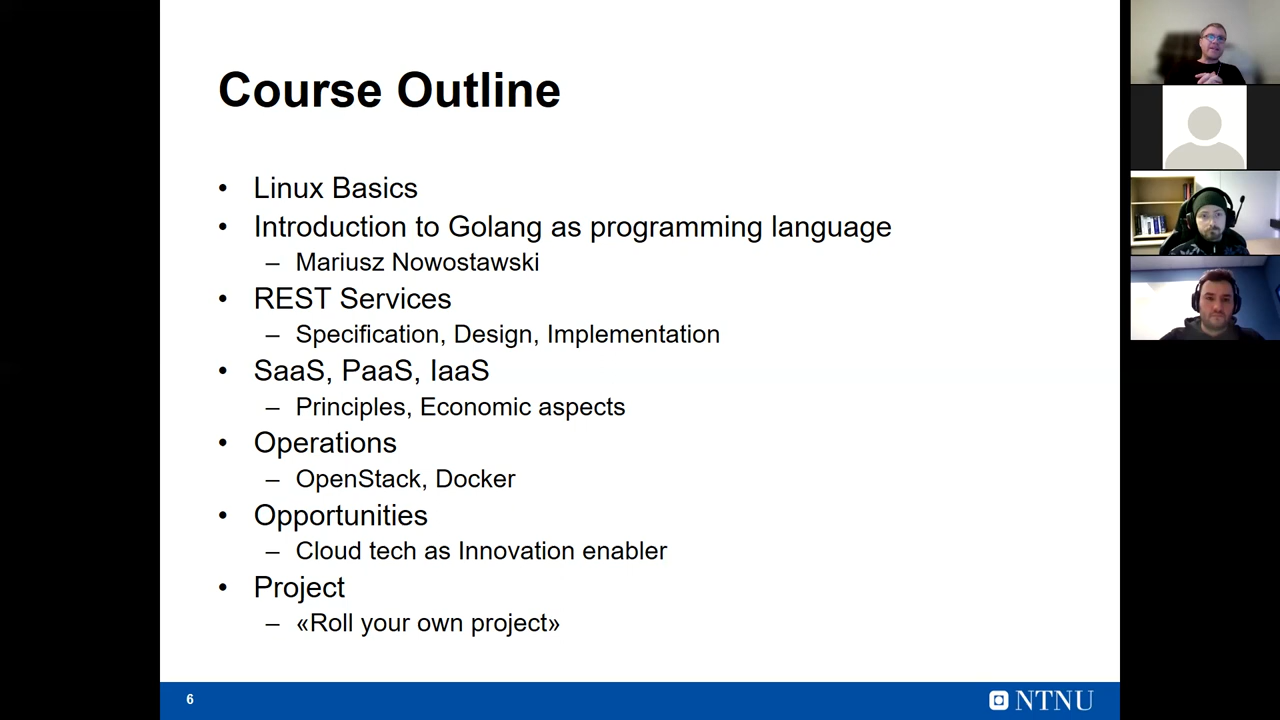 Course Outline
• Linux Basics
• Introduction to Golang as programming language
– Mariusz Nowostawski
• REST Services
– Specification, Design, Implementation
• SaaS, PaaS, IaaS
– Principles, Economic aspects
• Operations
– OpenStack, Docker
• Opportunities
– Cloud tech as Innovation enabler
• Project
– «Roll your own project»
6
NTNU